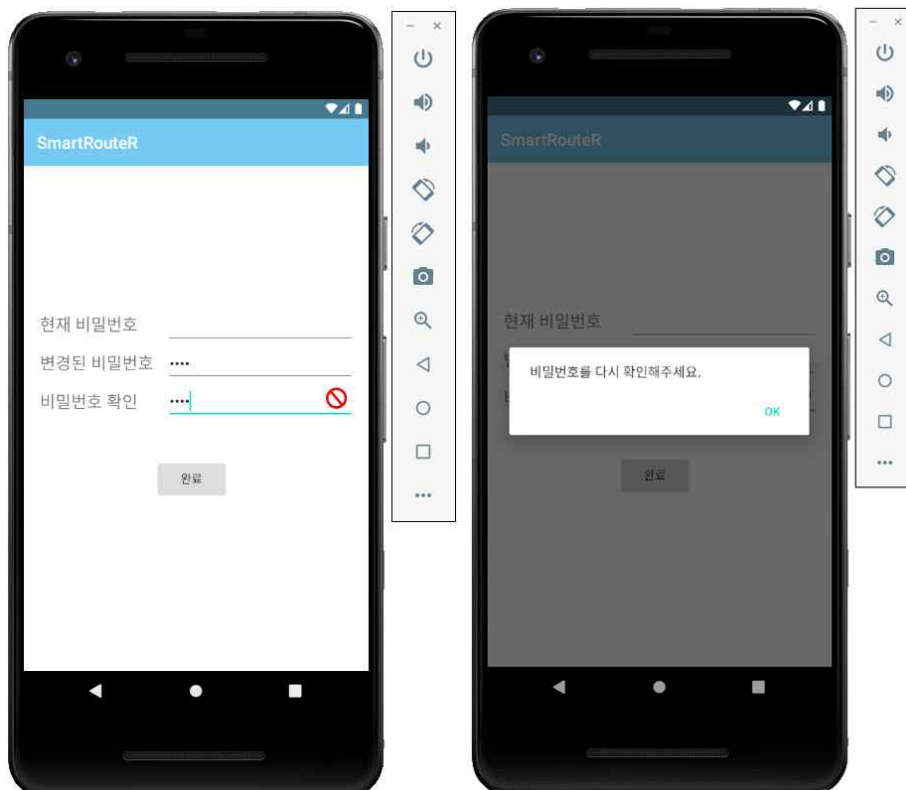 SmartRouteR
현재 비밀번호
변경된 비밀번호 ••••
비밀번호 확인 ••••
완료
SmartRouteR
현재 비밀번호
비밀번호를 다시 확인해주세요.
OK
완료